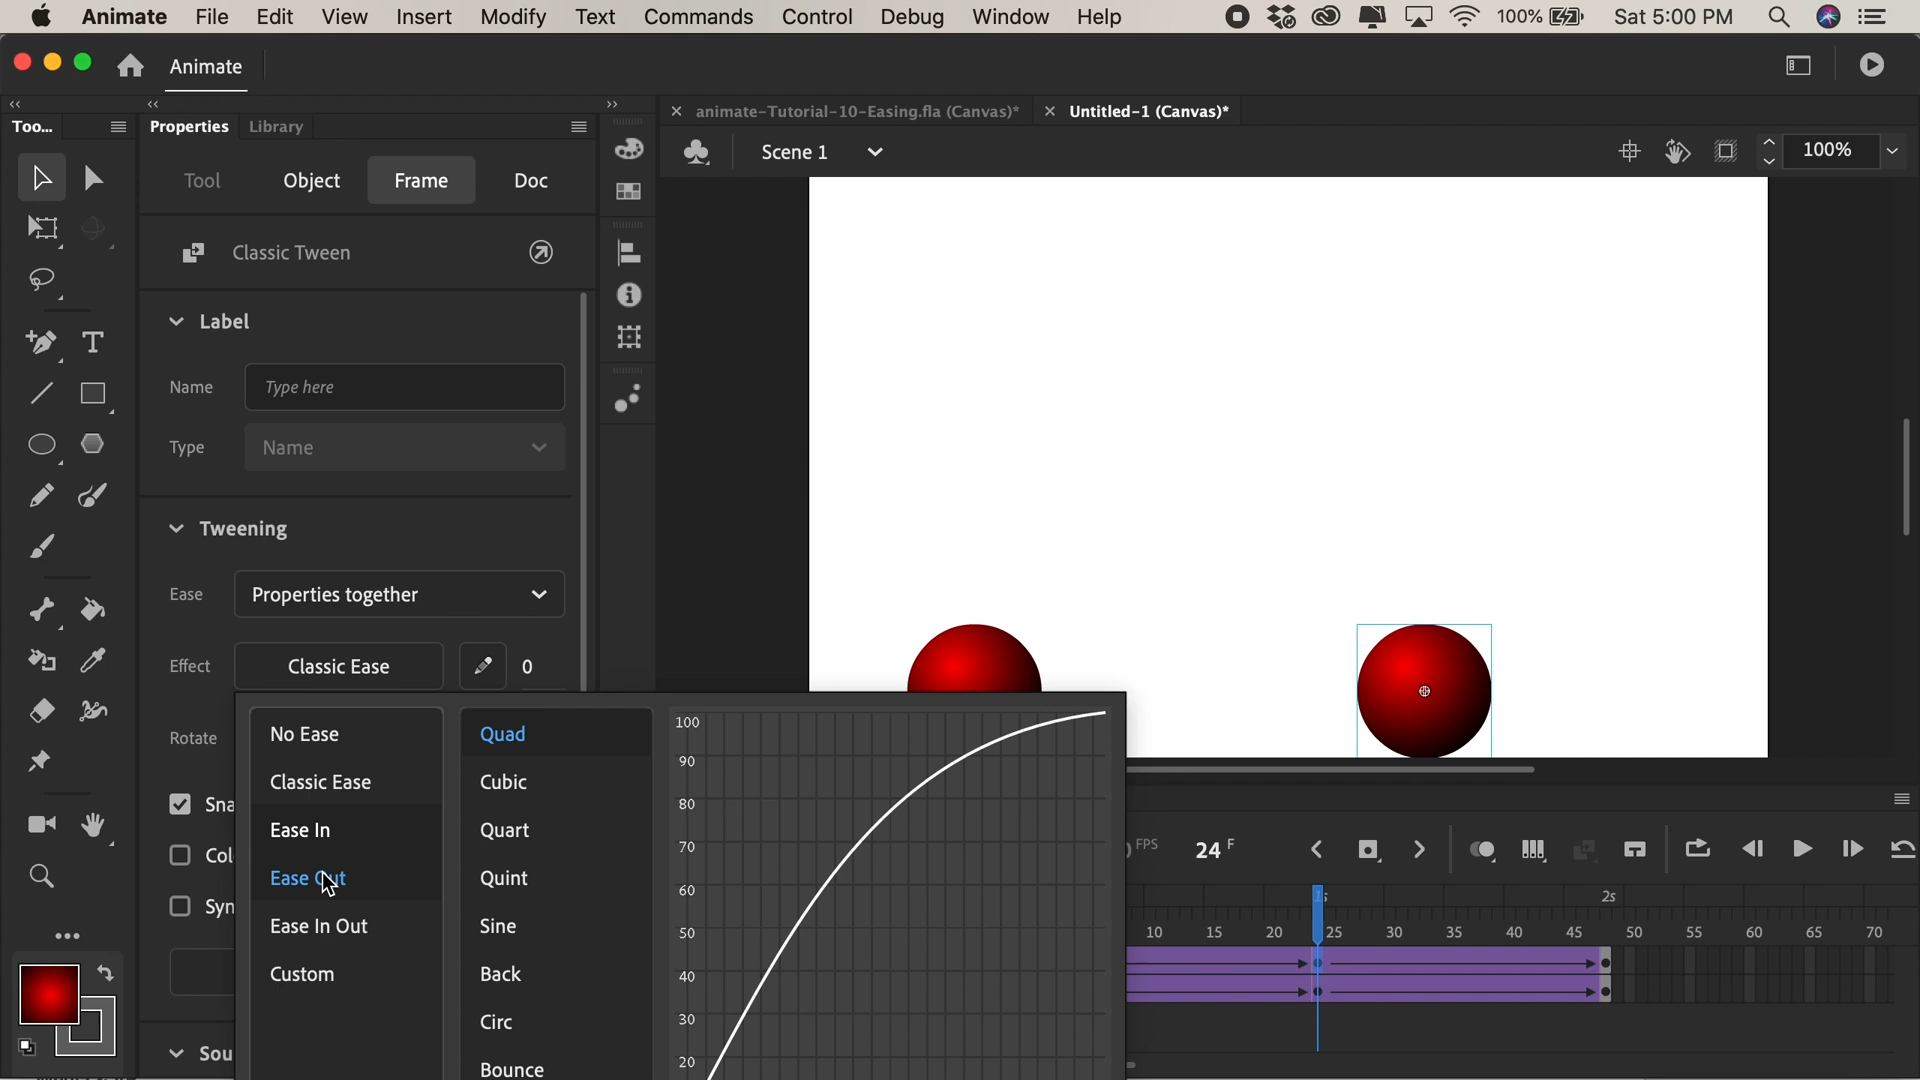 Animate File Edit View Insert Modify Text Commands Control Debug Window Help 100% Sat 5:00 PM
Animate
Too... Properties Library animate-Tutorial-10-Easing.fla (Canvas)* Untitled-1 (Canvas)*
Scene 1 100%
Tool Object Frame Doc
Classic Tween
Label
Name Type here
Type Name
Tweening
Ease Properties together
Effect Classic Ease 0
Rotate
Sna
Col
Syn
Sou
No Ease
Classic Ease
Ease In
Ease Out
Ease In Out
Custom
Quad
Cubic
Quart
Quint
Sine
Back
Circ
Bounce
100
90
80
70
60
50
40
30
20
FPS 24 F
1s 2s
10 15 20 25 30 35 40 45 50 55 60 65 70